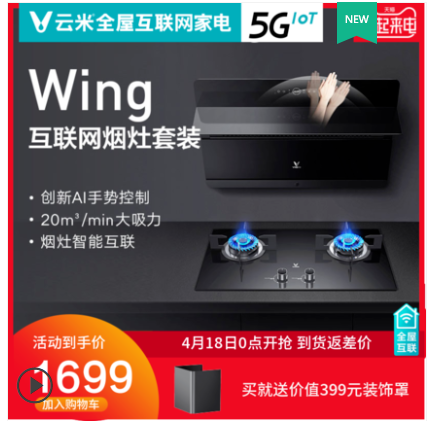 云米全屋互联网家电
5G IoT
NEW
起来电
Wing
互联网烟灶套装
· 创新AI手势控制
· 20m³/min大吸力
· 烟灶智能互联
全屋
互联
活动到手价
4月18日0点开抢 到货返差价
1699
加入购物车
买就送价值399元装饰罩